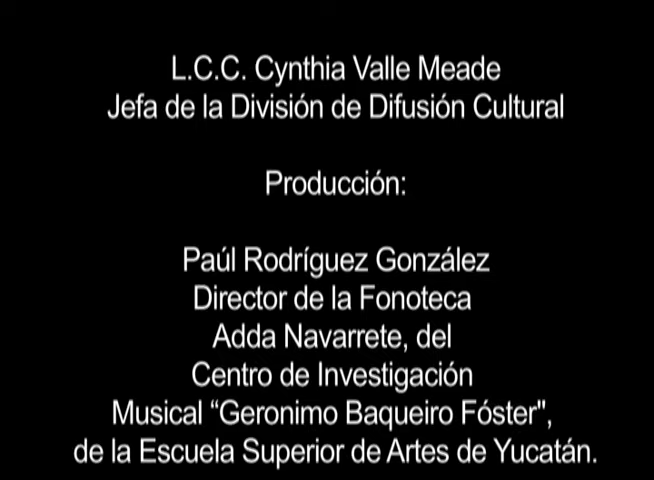 L.C.C. Cynthia Valle Meade
Jefa de la División de Difusión Cultural
Producción:
Paúl Rodríguez González
Director de la Fonoteca
Adda Navarrete, del
Centro de Investigación
Musical “Geronimo Baqueiro Fóster",
de la Escuela Superior de Artes de Yucatán.